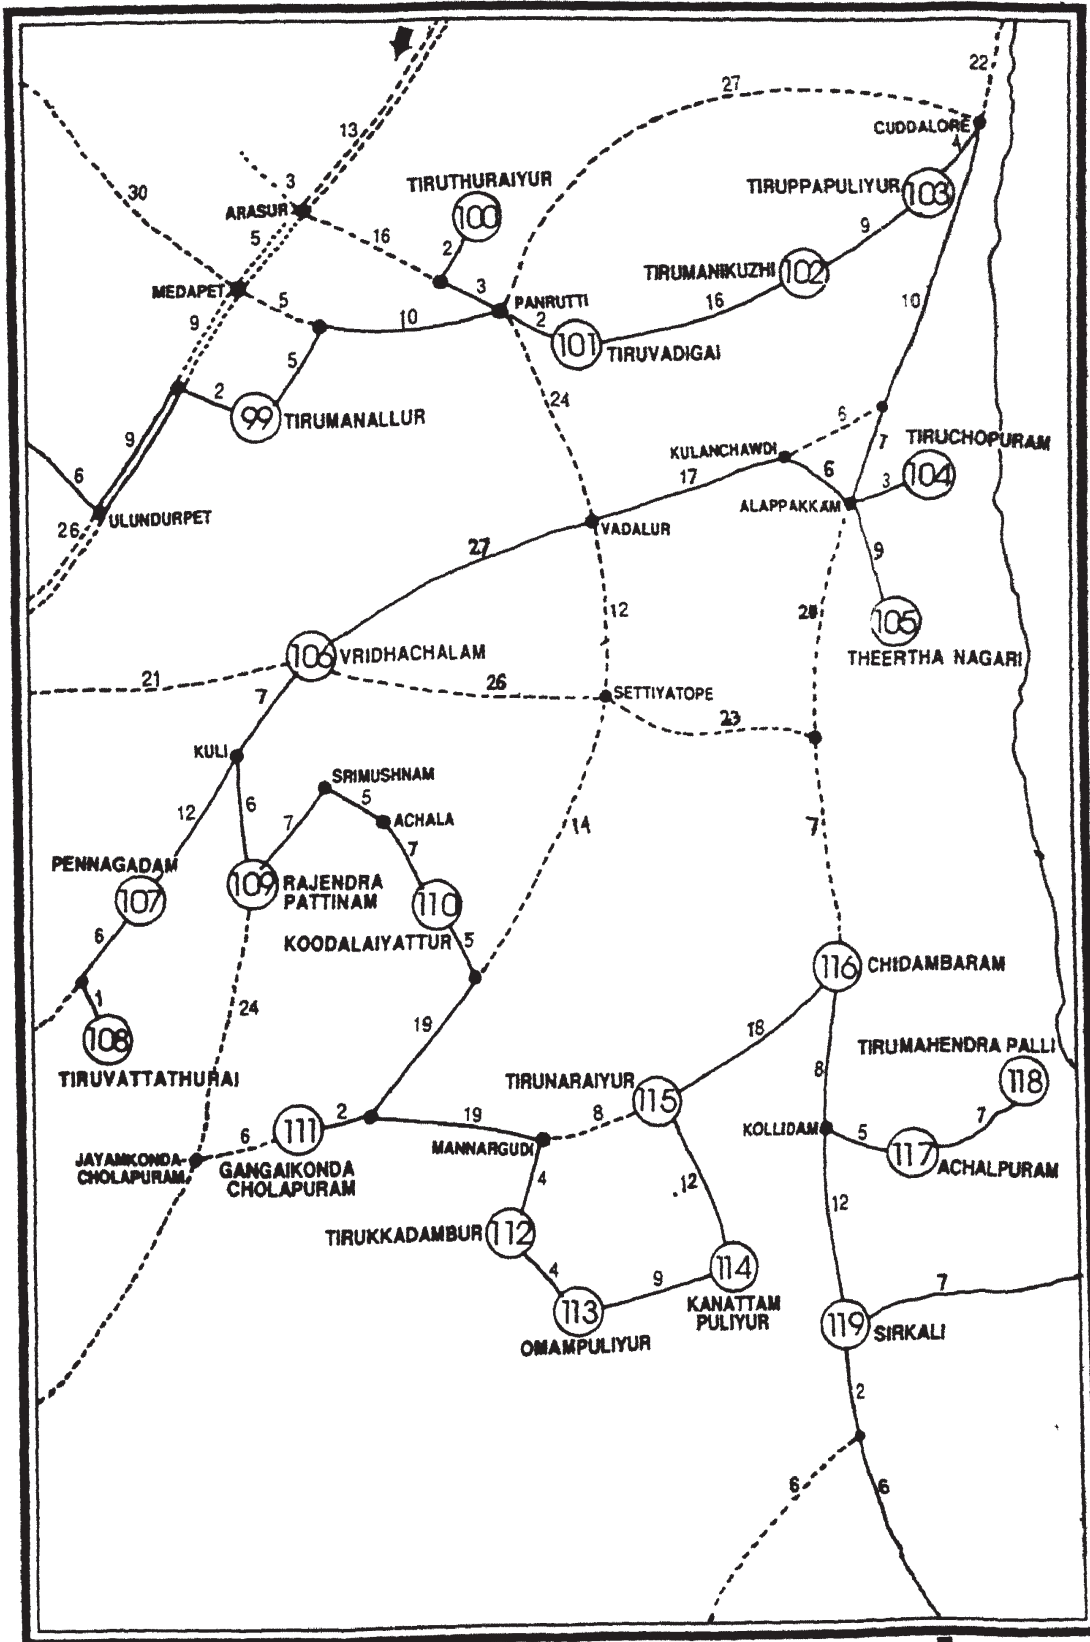 22
27
CUDDALORE
4
13
30
3
TIRUTHURAIYUR
100
TIRUPPAPULIYUR
103
ARASUR
5
16
2
9
TIRUMANIKUZHI
102
MEDAPET
5
3
PANRUTTI
16
10
9
10
2
101
TIRUVADIGAI
5
2
99
TIRUMANALLUR
24
6
7
TIRUCHOPURAM
9
KULANCHAWDI
6
17
6
3
104
ALAPPAKKAM
26
ULUNDURPET
VADALUR
27
9
12
105
THEERTHA NAGARI
106
VRIDHACHALAM
21
26
SETTIYATOPE
7
23
KULI
SRIMUSHNAM
12
6
5
ACHALA
7
7
14
7
PENNAGADAM
107
109
RAJENDRA
PATTINAM
110
6
KOODALAIYATTUR
5
116
CHIDAMBARAM
1
24
19
18
108
TIRUVATTATHURAI
TIRUMAHENDRA PALLI
8
118
TIRUNARAIYUR
115
2
19
8
7
111
6
MANNARGUDI
KOLLIDAM
5
117
ACHALPURAM
JAYAMKONDA-
CHOLAPURAM
GANGAIKONDA
CHOLAPURAM
4
12
12
TIRUKKADAMBUR
112
4
9
114
KANATTAM
PULIYUR
7
113
OMAMPULIYUR
119
SIRKALI
2
6
6